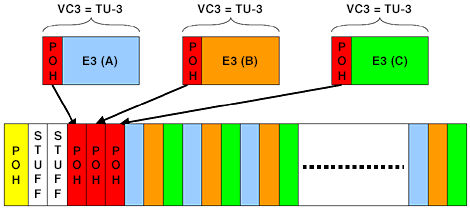 VC3 = TU-3
VC3 = TU-3
VC3 = TU-3
POH
E3 (A)
POH
E3 (B)
POH
E3 (C)
POH
STUFF
STUFF
POH
POH
POH